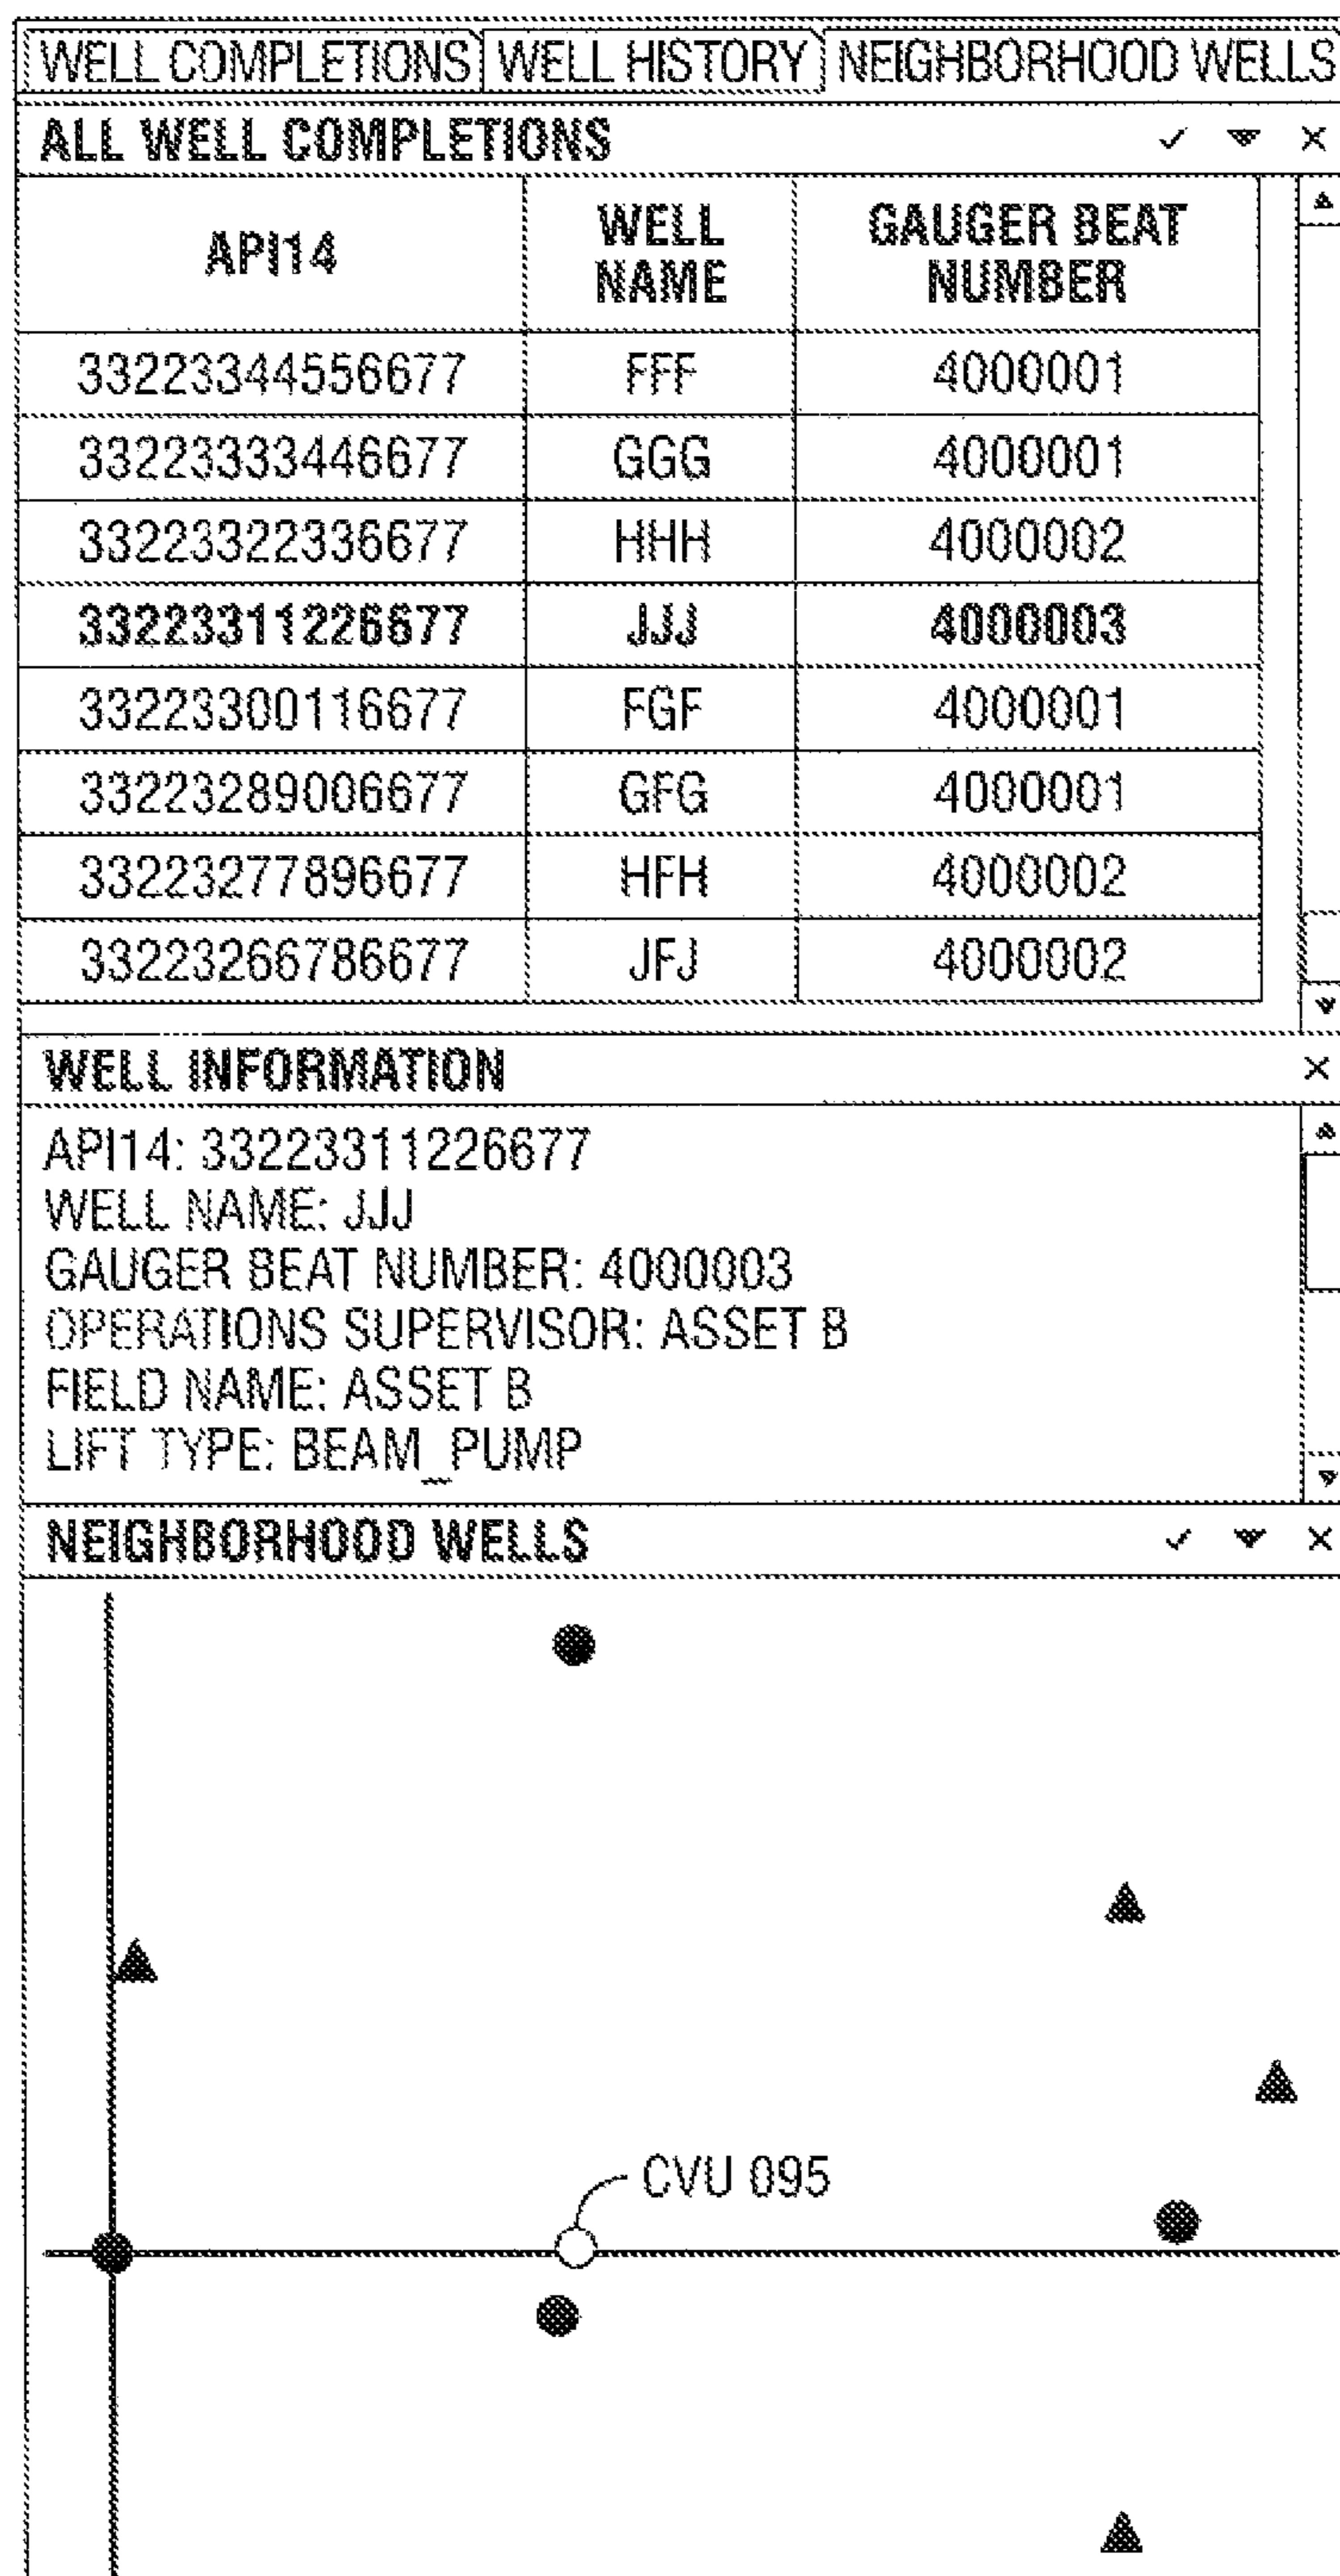 WELL COMPLETIONS WELL HISTORY NEIGHBORHOOD WELLS
ALL WELL COMPLETIONS
API14 WELL NAME GAUGER BEAT NUMBER
33223344556677 FFF 4000001
33223333446677 GGG 4000001
33223322336677 HHH 4000002
33223311226677 JJJ 4000003
33223300116677 FGF 4000001
33223289006677 GFG 4000001
33223277896677 HFH 4000002
33223266786677 JFJ 4000002
WELL INFORMATION
API14: 33223311226677
WELL NAME: JJJ
GAUGER BEAT NUMBER: 4000003
OPERATIONS SUPERVISOR: ASSET B
FIELD NAME: ASSET B
LIFT TYPE: BEAM_PUMP
NEIGHBORHOOD WELLS
CVU 095